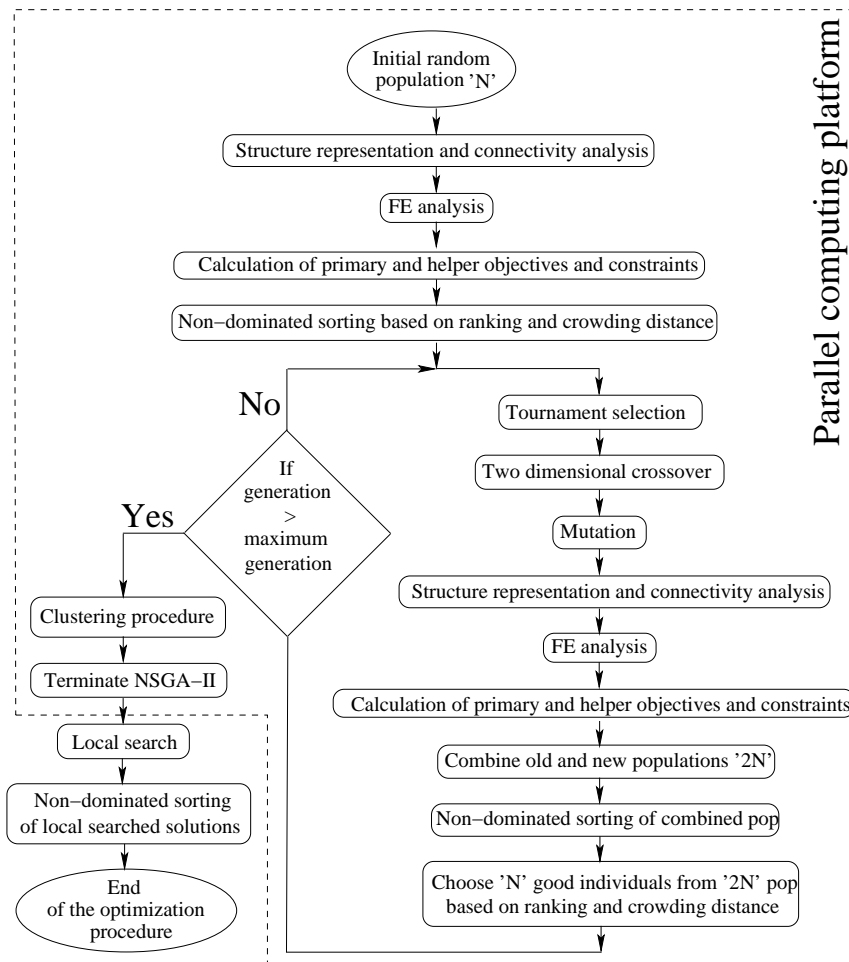 Initial random
population 'N'
Structure representation and connectivity analysis
FE analysis
Calculation of primary and helper objectives and constraints
Non−dominated sorting based on ranking and crowding distance
Parallel computing platform
No
Yes
If
generation
>
maximum
generation
Tournament selection
Two dimensional crossover
Mutation
Structure representation and connectivity analysis
FE analysis
Calculation of primary and helper objectives and constraints
Combine old and new populations '2N'
Non−dominated sorting of combined pop
Choose 'N' good individuals from '2N' pop
based on ranking and crowding distance
Clustering procedure
Terminate NSGA−II
Local search
Non−dominated sorting
of local searched solutions
End
of the optimization
procedure